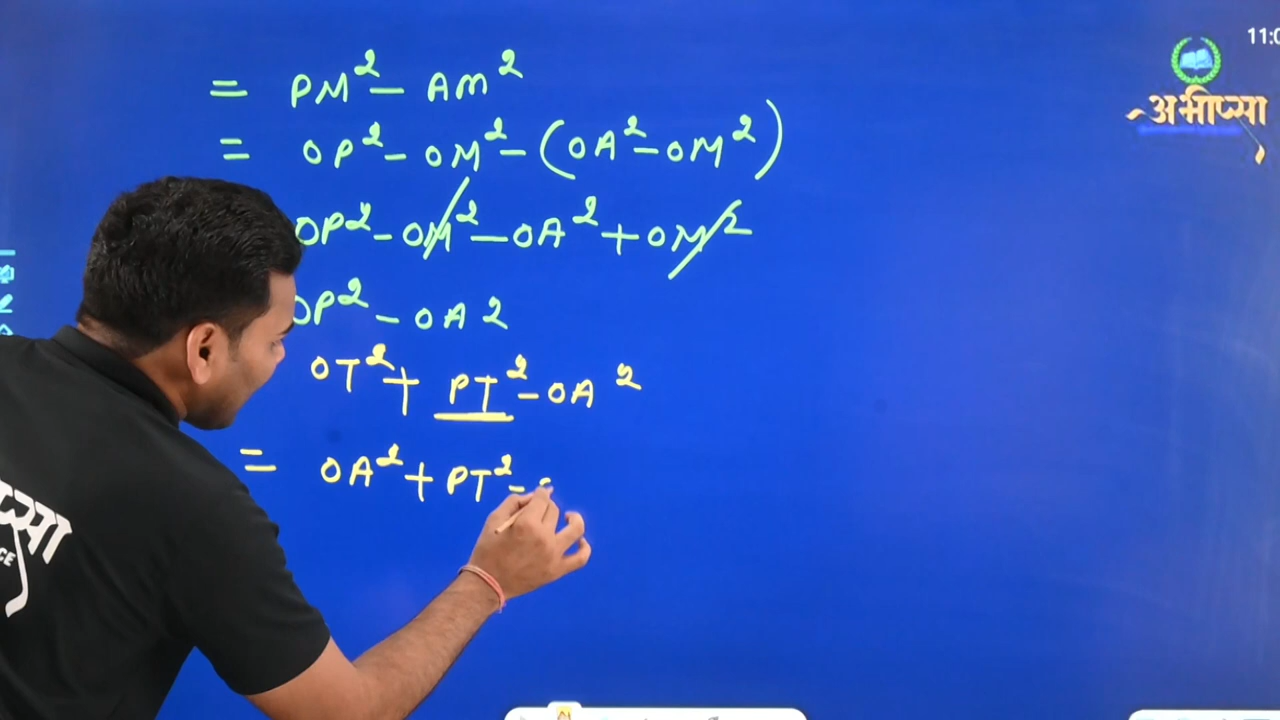 11:0
अभीप्सा
= PM² - AM²
= OP² - OM² - (OA² - OM²)
OP² - OM² - OA² + OM²
OP² - OA²
OT² + PT² - OA²
= OA² + PT² -